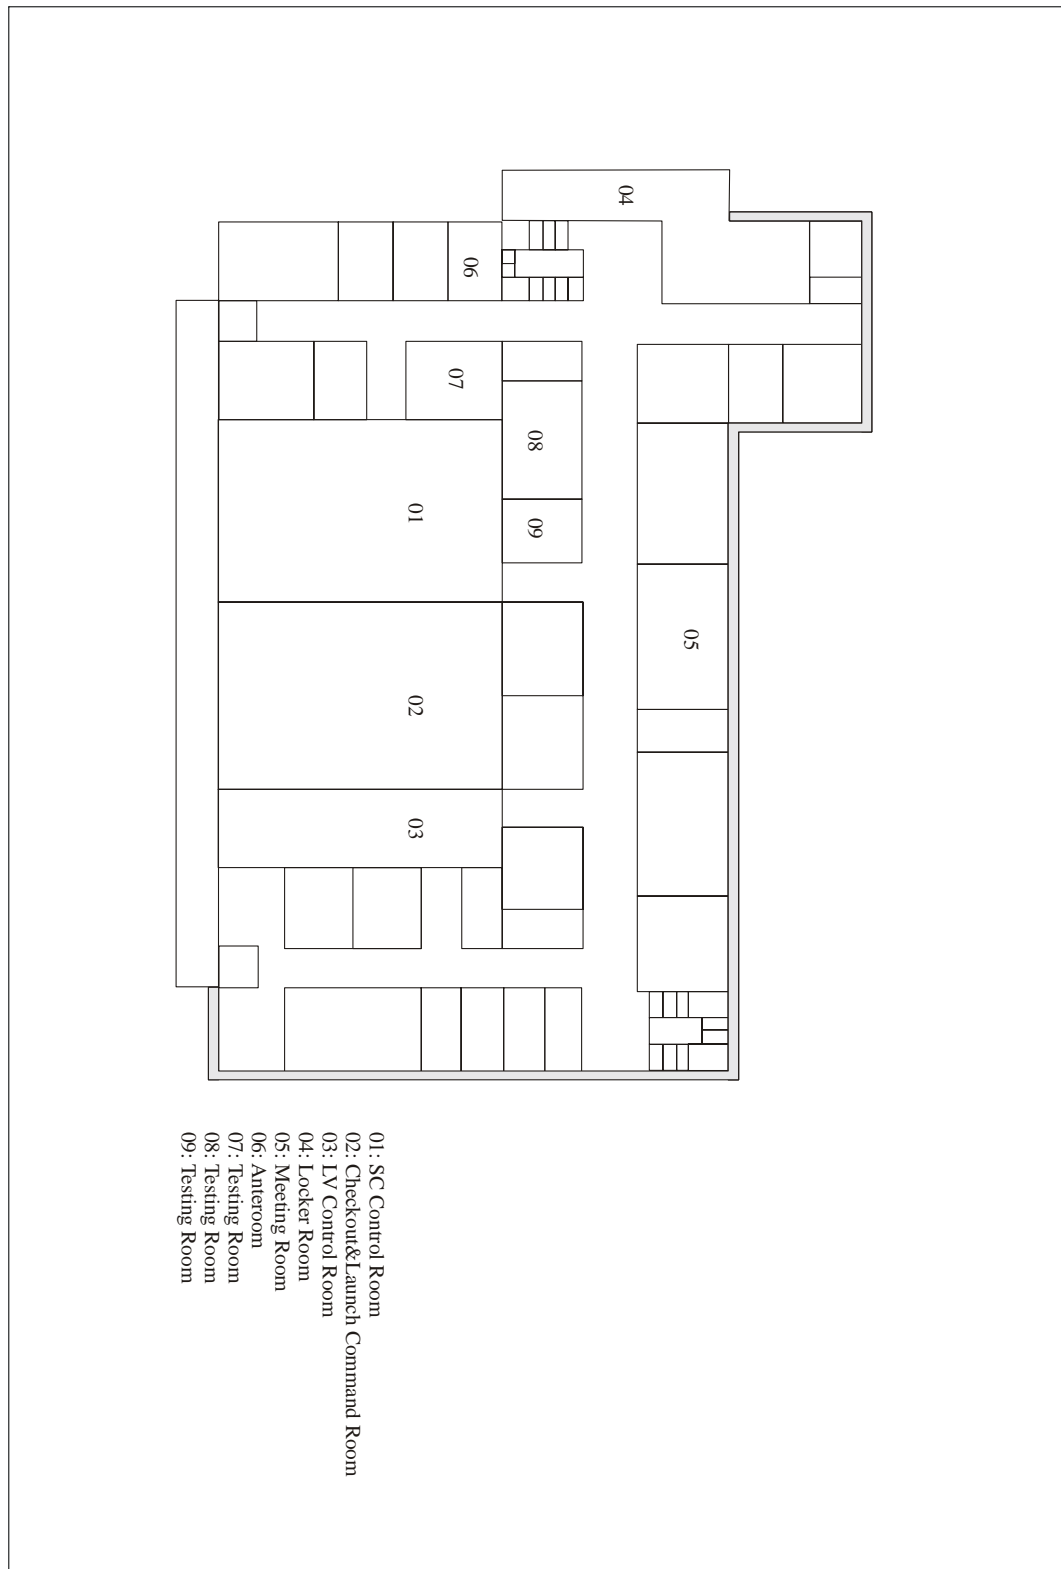 04
06
07
08
01
09
05
02
03
01: SC Control Room
02: Checkout&Launch Command Room
03: LV Control Room
04: Locker Room
05: Meeting Room
06: Anteroom
07: Testing Room
08: Testing Room
09: Testing Room